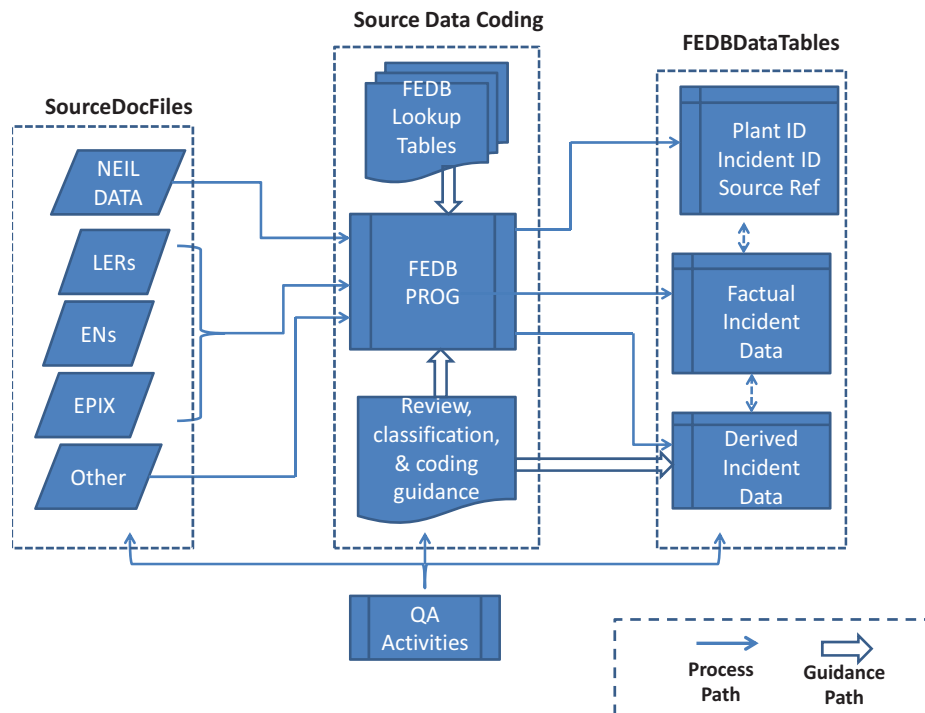 Source Data Coding
FEDBDataTables
SourceDocFiles
NEIL
DATA
LERs
ENs
EPIX
Other
FEDB
Lookup
Tables
FEDB
PROG
Review,
classification,
& coding
guidance
Plant ID
Incident ID
Source Ref
Factual
Incident
Data
Derived
Incident
Data
QA
Activities
Process
Path
Guidance
Path